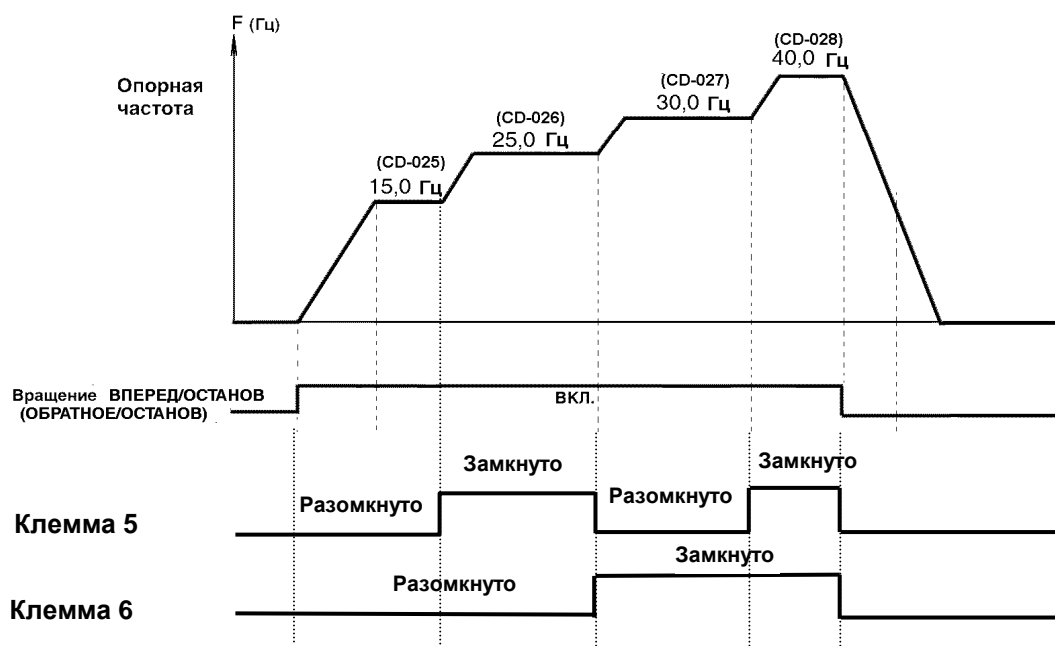 F (Гц)
Опорная
частота
(CD-025)
15,0 Гц
(CD-026)
25,0 Гц
(CD-027)
30,0 Гц
(CD-028)
40,0 Гц
Вращение ВПЕРЕД/ОСТАНОВ
(ОБРАТНОЕ/ОСТАНОВ)
ВКЛ.
Клемма 5
Разомкнуто
Замкнуто
Разомкнуто
Замкнуто
Клемма 6
Разомкнуто
Замкнуто